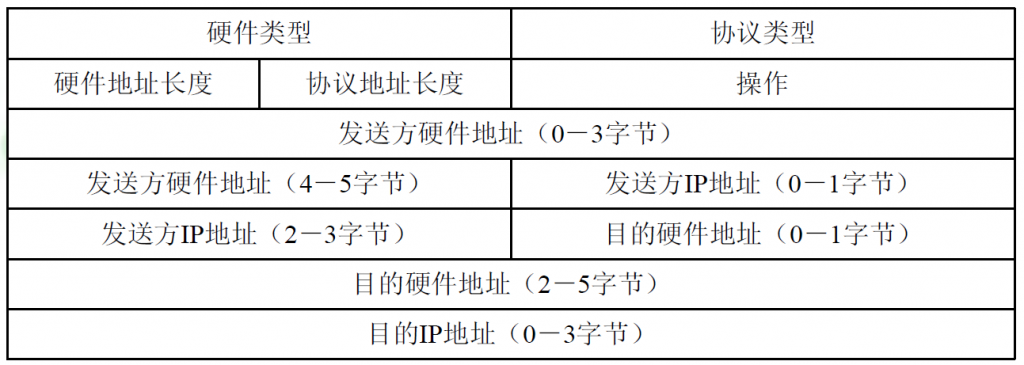 硬件类型 协议类型
硬件地址长度 协议地址长度 操作
发送方硬件地址（0－3字节）
发送方硬件地址（4－5字节） 发送方IP地址（0－1字节）
发送方IP地址（2－3字节） 目的硬件地址（0－1字节）
目的硬件地址（2－5字节）
目的IP地址（0－3字节）